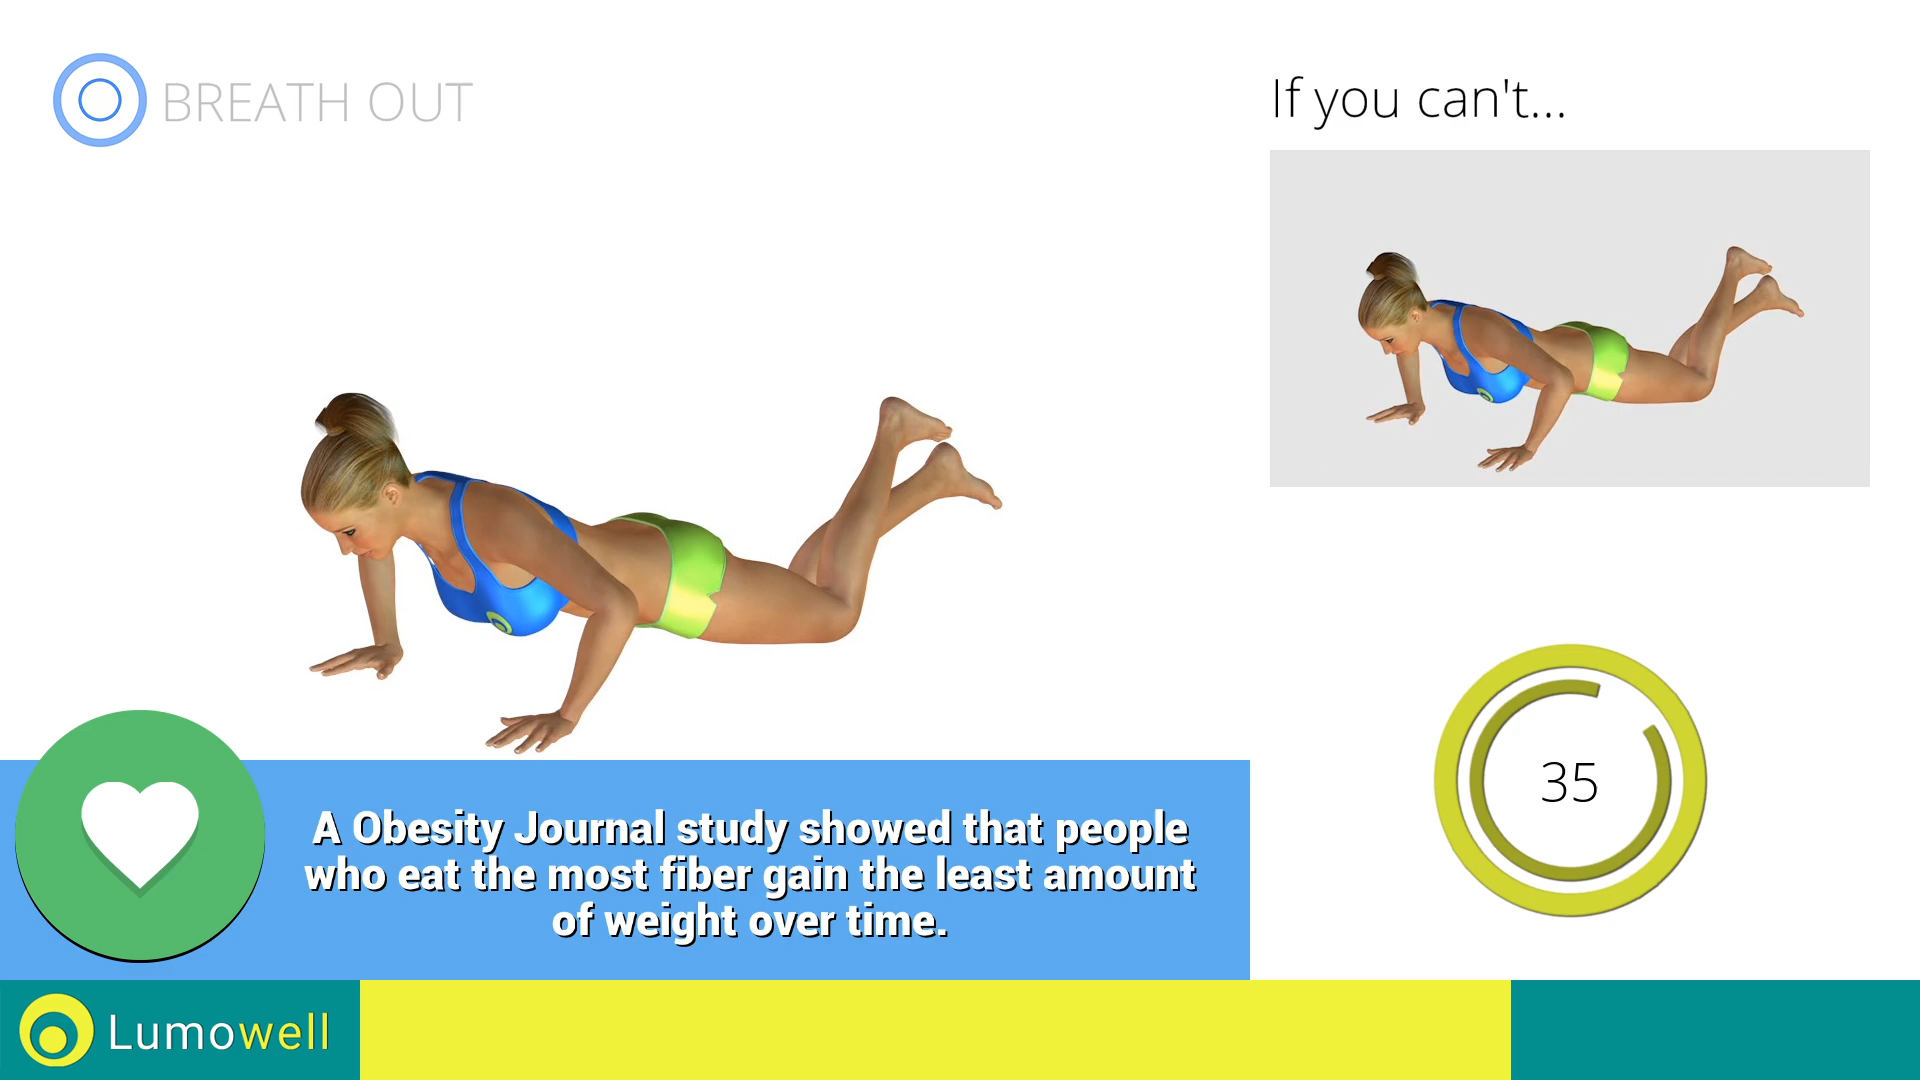 BREATH OUT
If you can't...
35
A Obesity Journal study showed that people
who eat the most fiber gain the least amount
of weight over time.
Lumowell